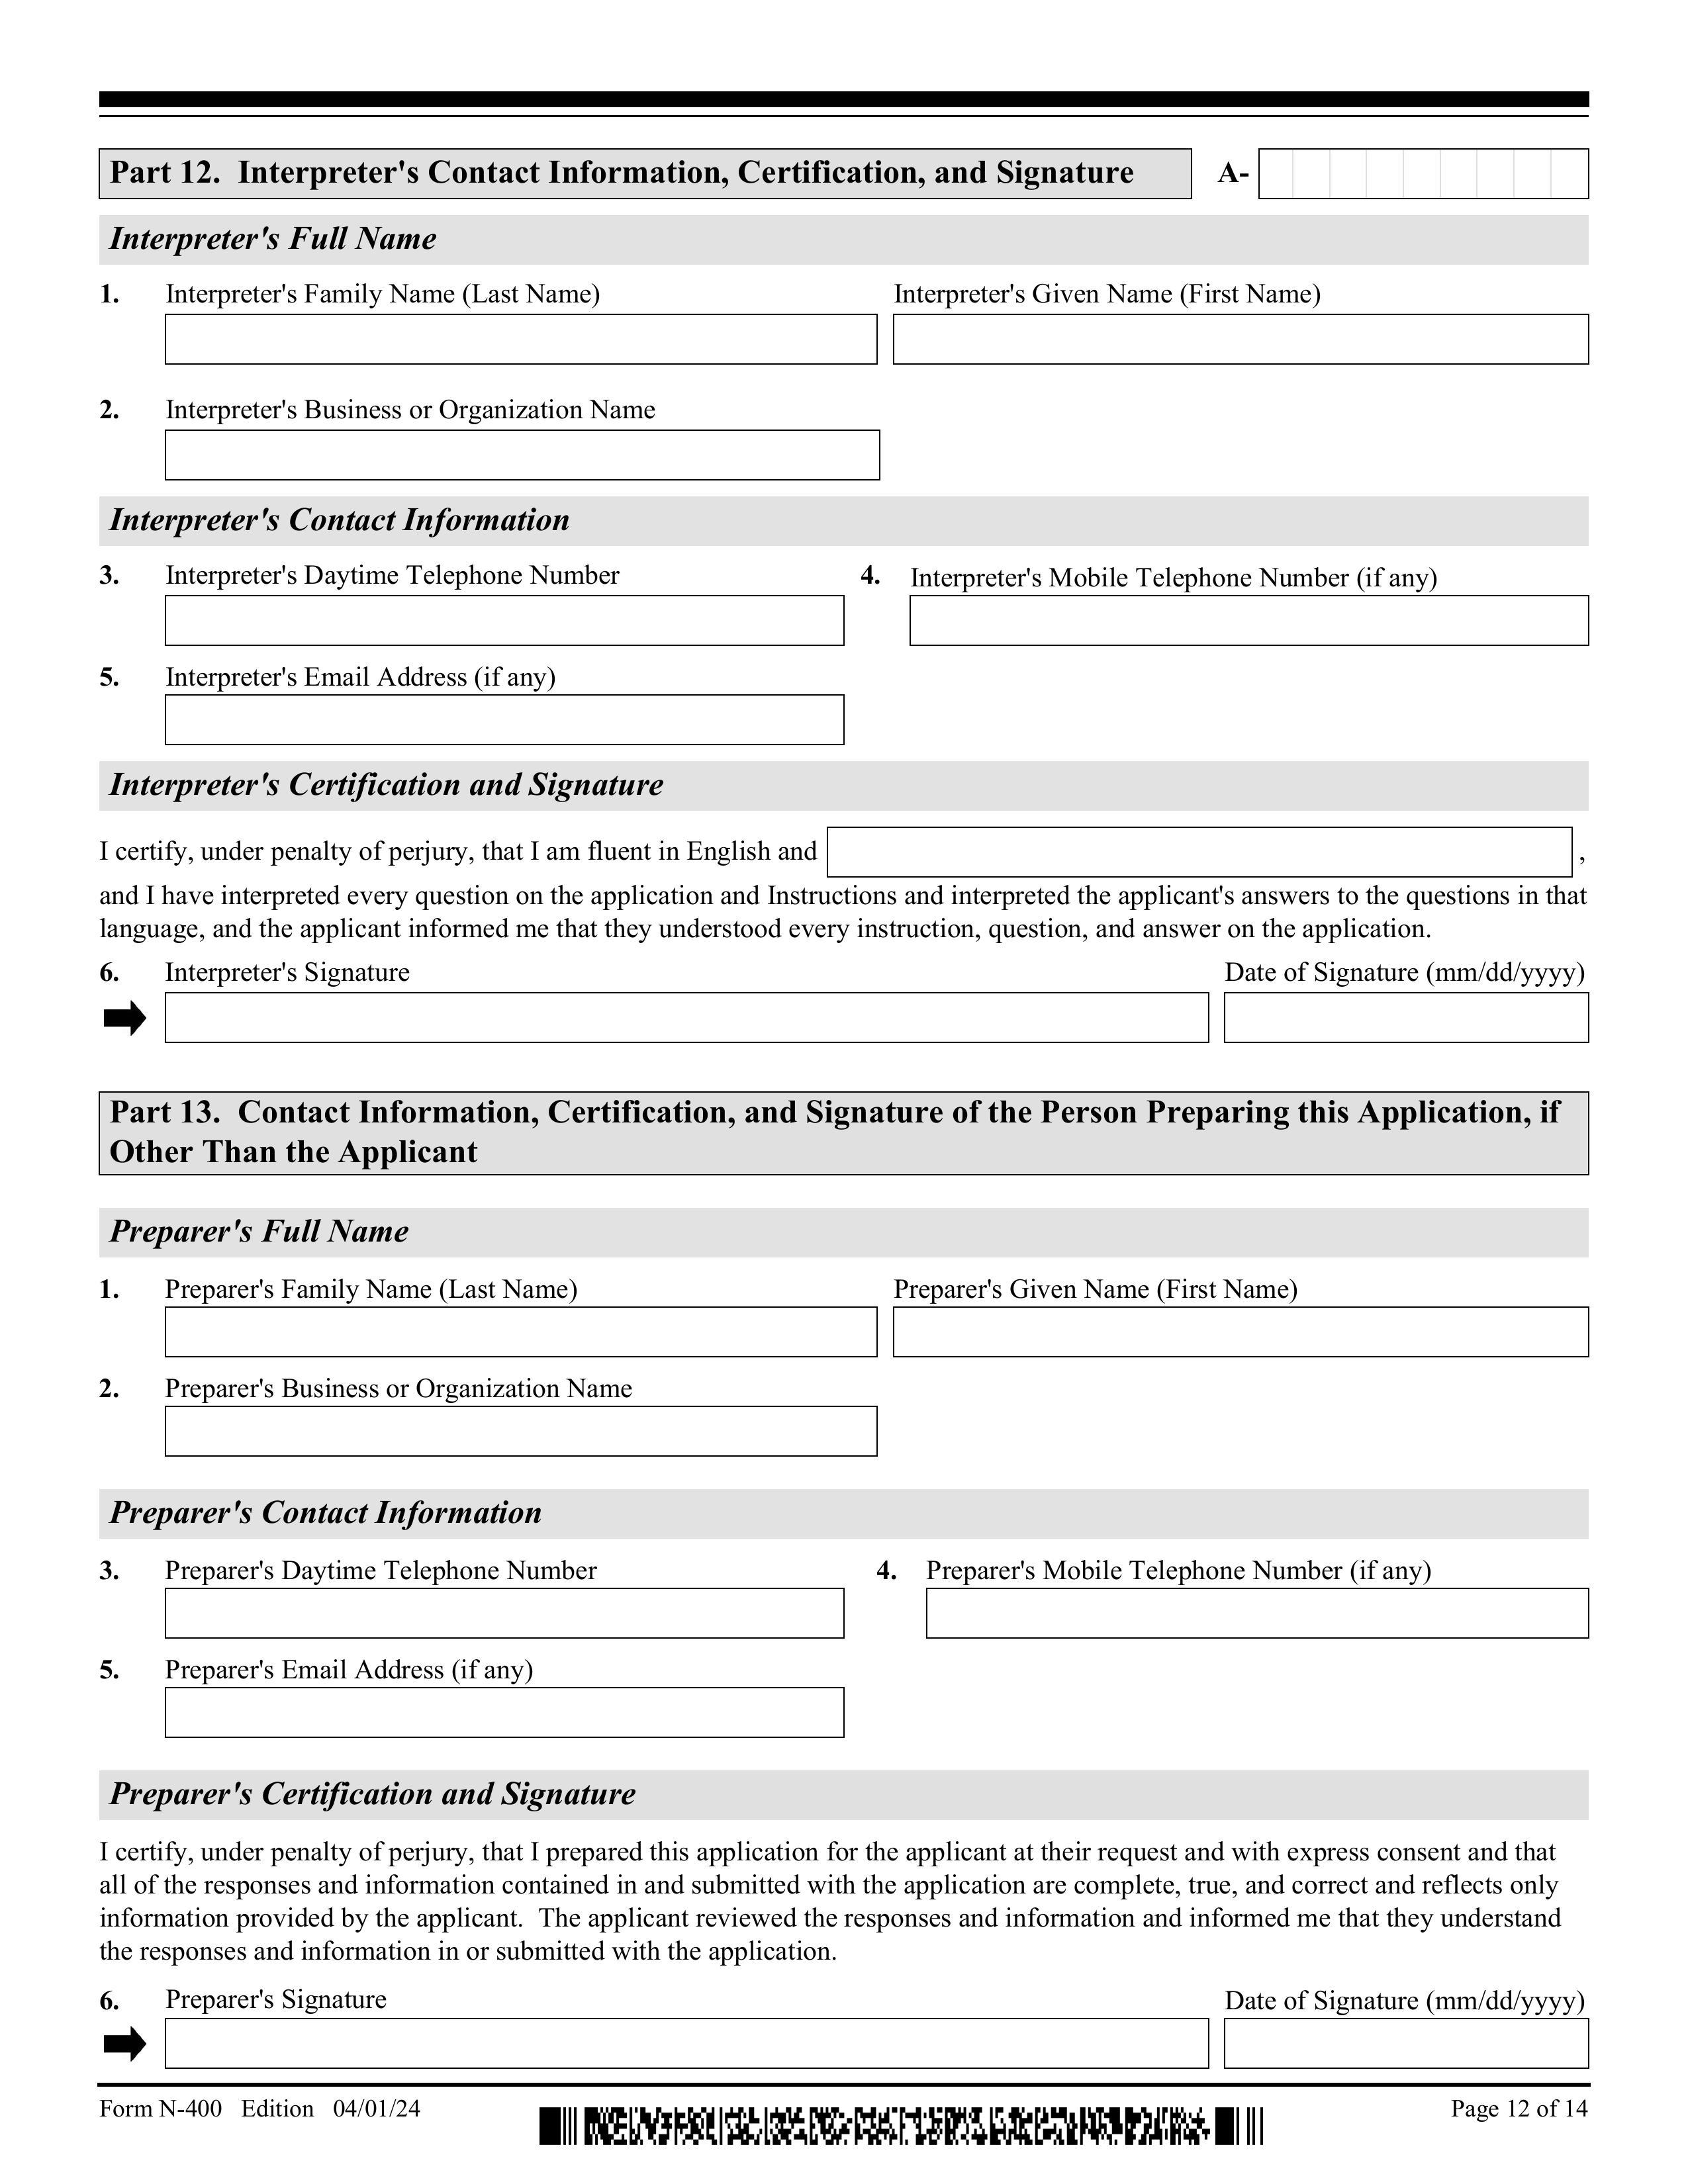 Part 12.  Interpreter's Contact Information, Certification, and Signature A-
Interpreter's Full Name
1. Interpreter's Family Name (Last Name) Interpreter's Given Name (First Name)
2. Interpreter's Business or Organization Name
Interpreter's Contact Information
3. Interpreter's Daytime Telephone Number 4. Interpreter's Mobile Telephone Number (if any)
5. Interpreter's Email Address (if any)
Interpreter's Certification and Signature
I certify, under penalty of perjury, that I am fluent in English and ,
and I have interpreted every question on the application and Instructions and interpreted the applicant's answers to the questions in that
language, and the applicant informed me that they understood every instruction, question, and answer on the application.
6. Interpreter's Signature Date of Signature (mm/dd/yyyy)
Part 13.  Contact Information, Certification, and Signature of the Person Preparing this Application, if
Other Than the Applicant
Preparer's Full Name
1. Preparer's Family Name (Last Name) Preparer's Given Name (First Name)
2. Preparer's Business or Organization Name
Preparer's Contact Information
3. Preparer's Daytime Telephone Number 4. Preparer's Mobile Telephone Number (if any)
5. Preparer's Email Address (if any)
Preparer's Certification and Signature
I certify, under penalty of perjury, that I prepared this application for the applicant at their request and with express consent and that
all of the responses and information contained in and submitted with the application are complete, true, and correct and reflects only
information provided by the applicant.  The applicant reviewed the responses and information and informed me that they understand
the responses and information in or submitted with the application.
6. Preparer's Signature Date of Signature (mm/dd/yyyy)
Form N-400   Edition   04/01/24 Page 12 of 14